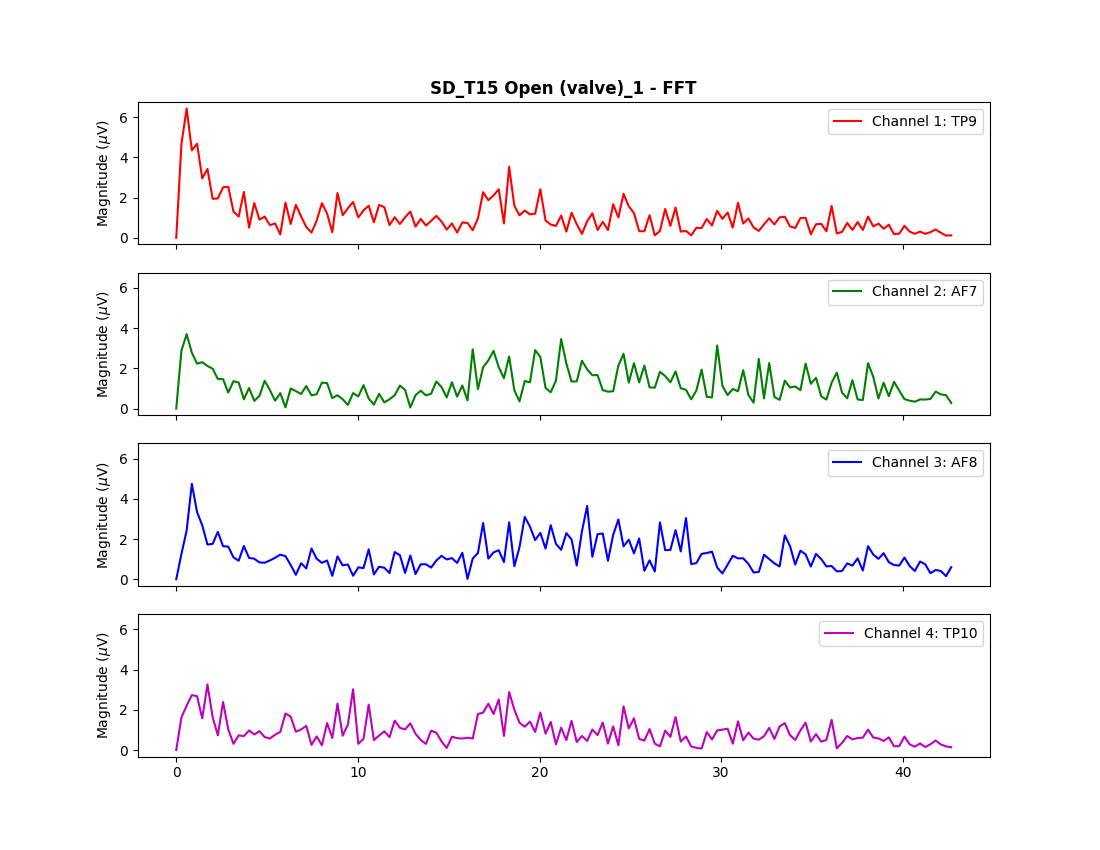 SD_T15 Open (valve)_1 - FFT
Magnitude (μV)
6
4
2
0
Channel 1: TP9
Magnitude (μV)
6
4
2
0
Channel 2: AF7
Magnitude (μV)
6
4
2
0
Channel 3: AF8
Magnitude (μV)
6
4
2
0
Channel 4: TP10
0 10 20 30 40